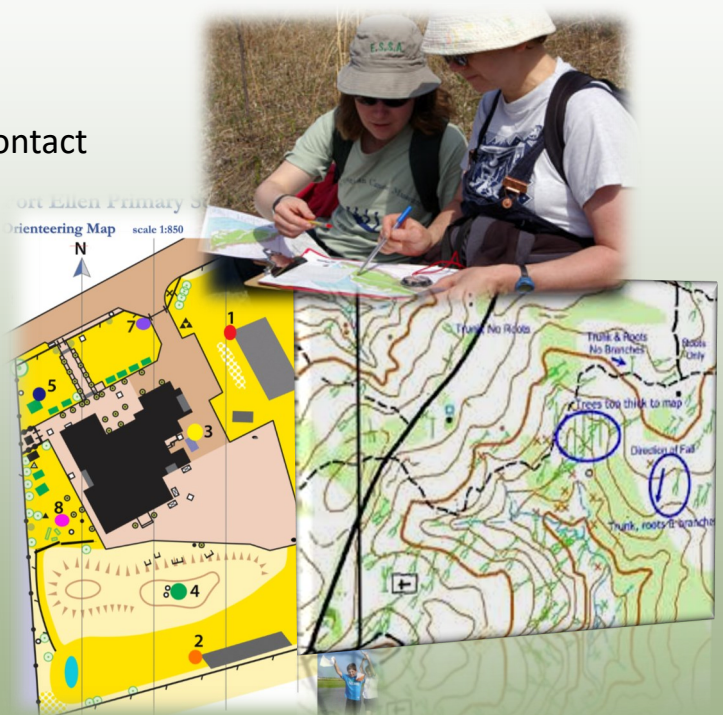 ontact
E.S.S.A.
ort Ellen Primary S
Orienteering Map scale 1:850
N
7
1
5
3
8
4
2
Trunk, No Roots
Trunk & Roots
No Branches
Roots
Only
Trees too thick to map
Direction of Fall
Trunk, roots & branches